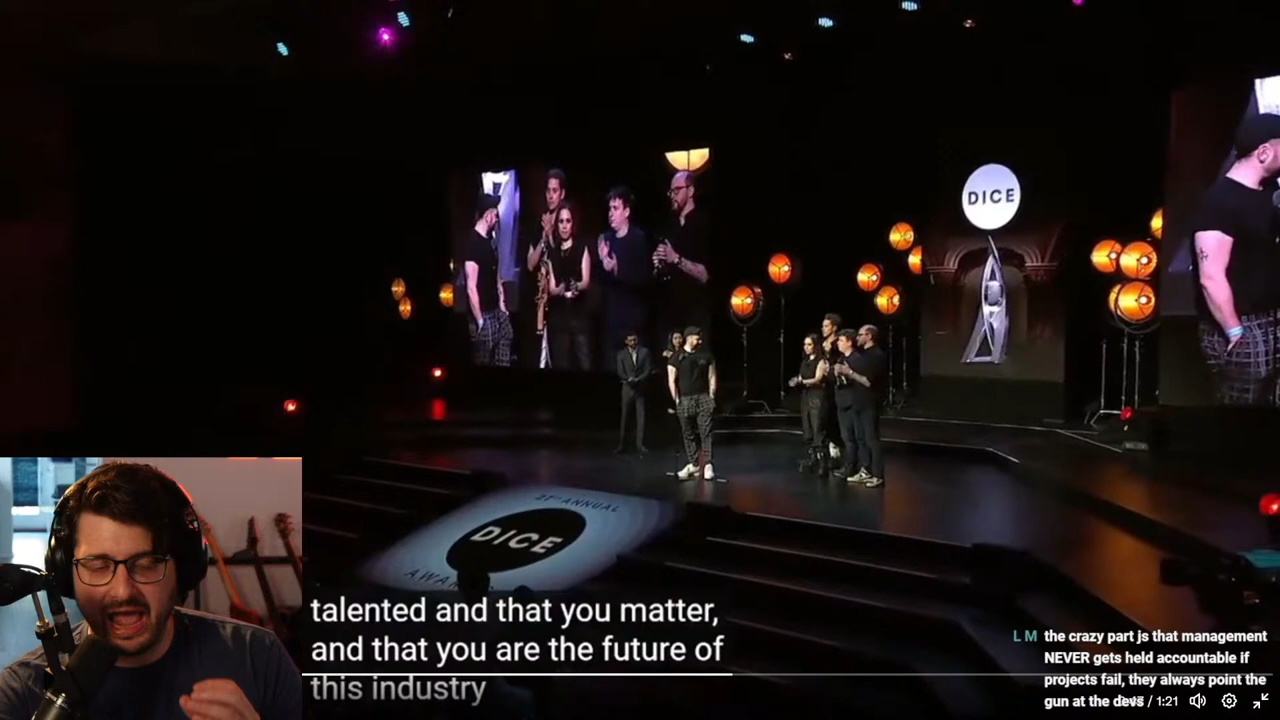 DICE
27TH ANNUAL
DICE
talented and that you matter,
and that you are the future of
this industry
L M the crazy part js that management
NEVER gets held accountable if
projects fail, they always point the
gun at the devs
/ 1:21